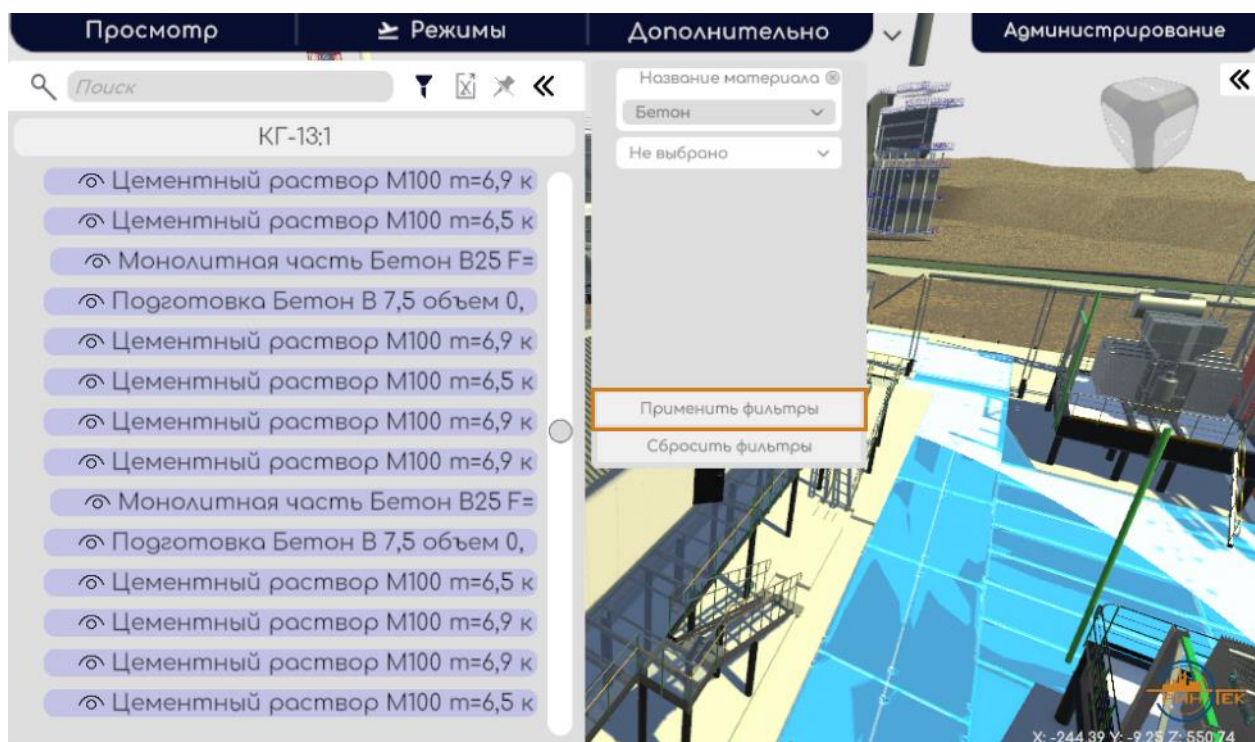 Просмотр
Режимы
Дополнительно
Администрирование
Поиск
КГ-13:1
Цементный раствор М100 m=6,9 к
Цементный раствор М100 m=6,5 к
Монолитная часть Бетон В25 F=
Подготовка Бетон В 7,5 объем 0,
Цементный раствор М100 m=6,9 к
Цементный раствор М100 m=6,5 к
Цементный раствор М100 m=6,9 к
Цементный раствор М100 m=6,9 к
Монолитная часть Бетон В25 F=
Подготовка Бетон В 7,5 объем 0,
Цементный раствор М100 m=6,5 к
Цементный раствор М100 m=6,9 к
Цементный раствор М100 m=6,9 к
Цементный раствор М100 m=6,5 к
Название материала
Бетон
Не выбрано
Применить фильтры
Сбросить фильтры
X: -244.39 Y: -9.25 Z: 550.74